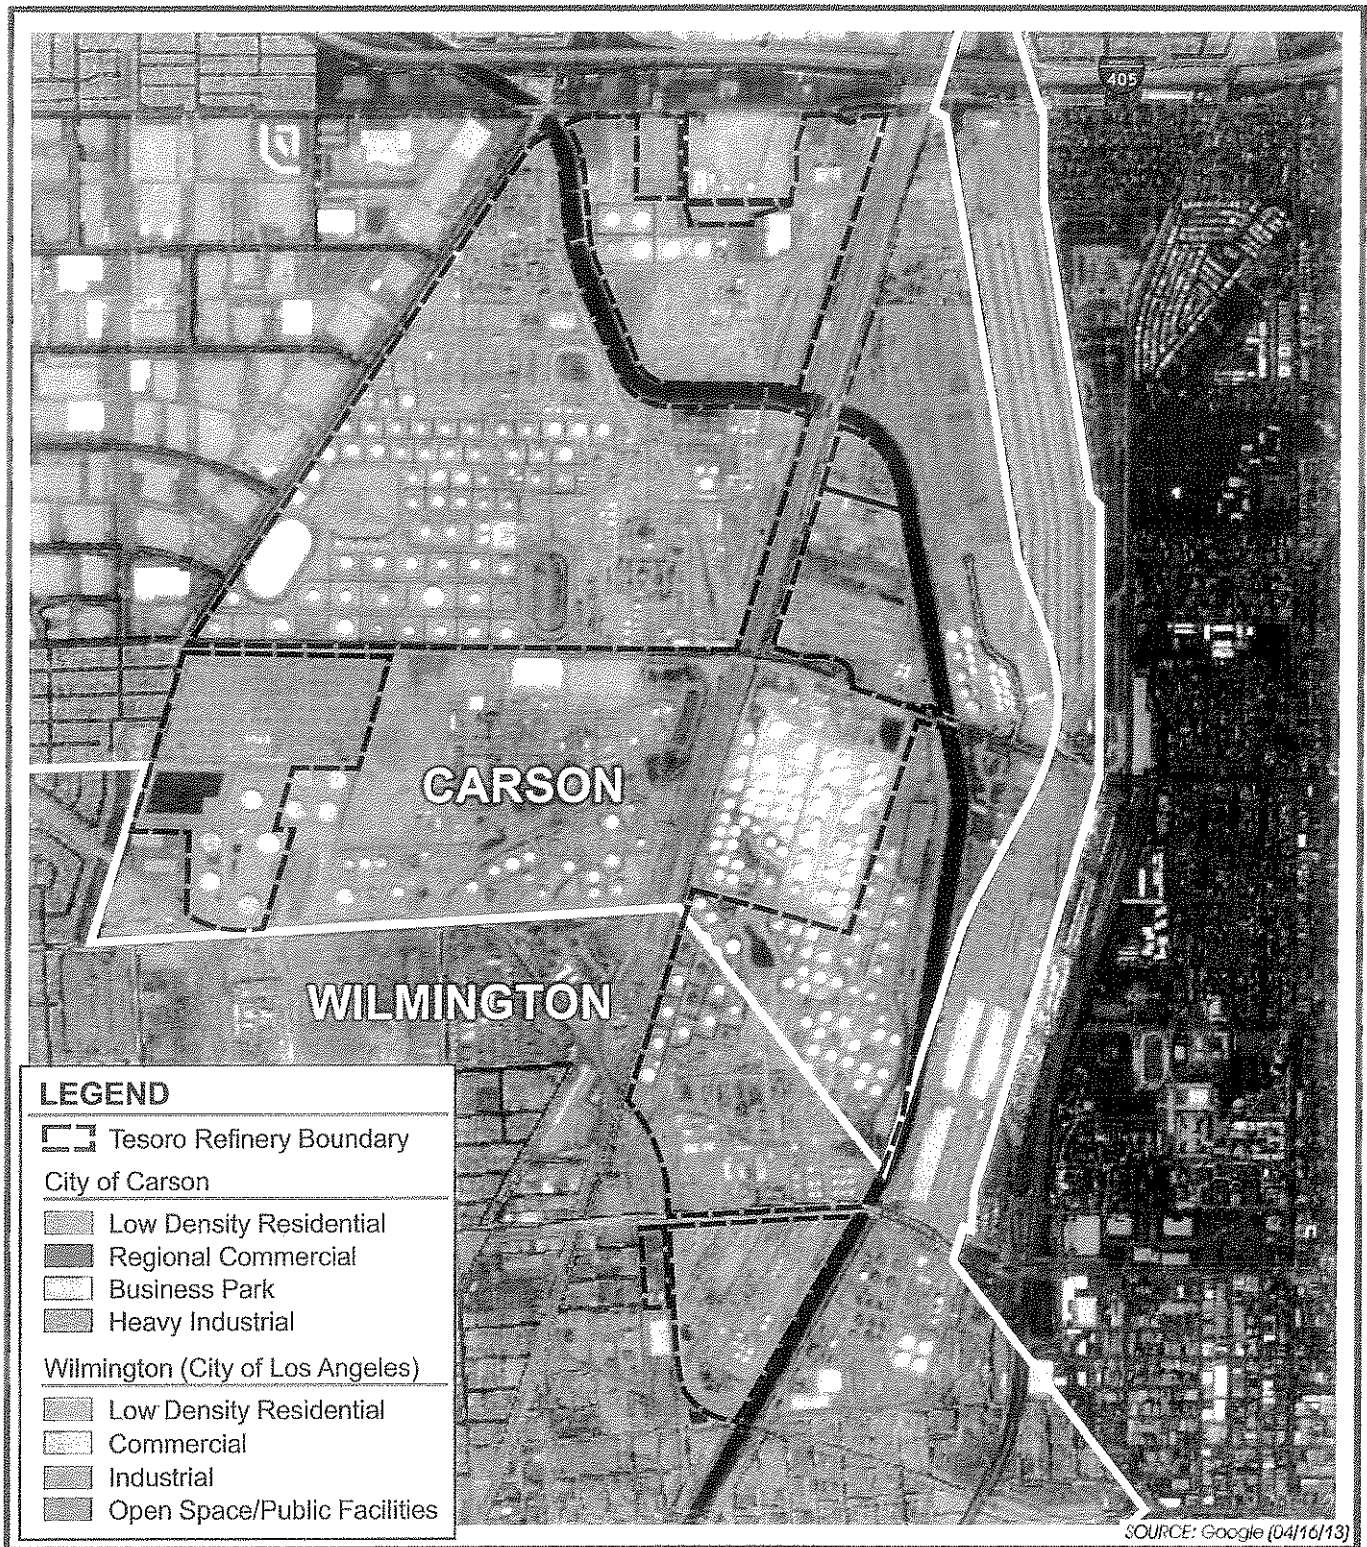 405
CARSON
WILMINGTON
LEGEND
Tesoro Refinery Boundary
City of Carson
Low Density Residential
Regional Commercial
Business Park
Heavy Industrial
Wilmington (City of Los Angeles)
Low Density Residential
Commercial
Industrial
Open Space/Public Facilities
SOURCE: Google (04/16/13)